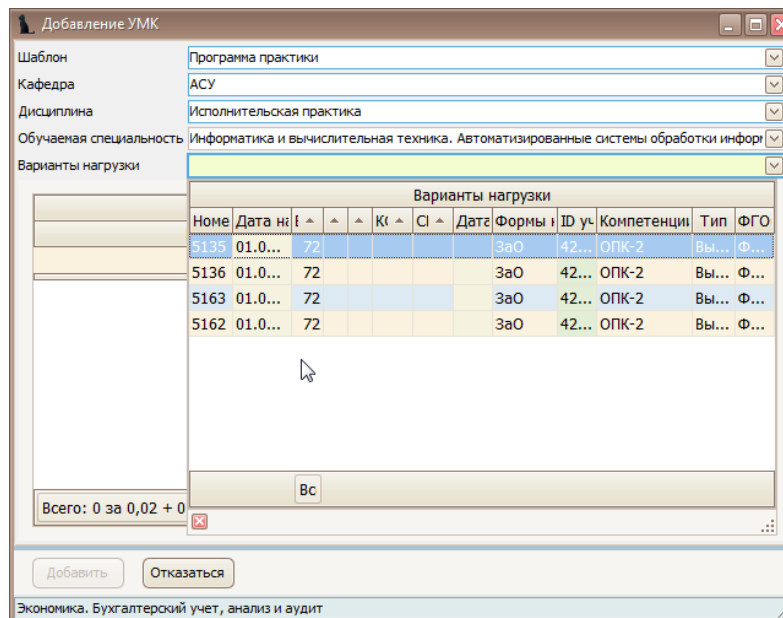 Добавление УМК
Шаблон Программа практики
Кафедра АСУ
Дисциплина Исполнительская практика
Обучаемая специальность Информатика и вычислительная техника. Автоматизированные системы обработки информ
Варианты нагрузки
Варианты нагрузки
Номе Дата на Дата Формы ID уч Компетенции Тип ФГО
5135 01.0... 72 ЗаО 42... ОПК-2 Вы... Ф...
5136 01.0... 72 ЗаО 42... ОПК-2 Вы... Ф...
5163 01.0... 72 ЗаО 42... ОПК-2 Вы... Ф...
5162 01.0... 72 ЗаО 42... ОПК-2 Вы... Ф...
Вс
Всего: 0 за 0,02 + 0
Добавить Отказаться
Экономика. Бухгалтерский учет, анализ и аудит